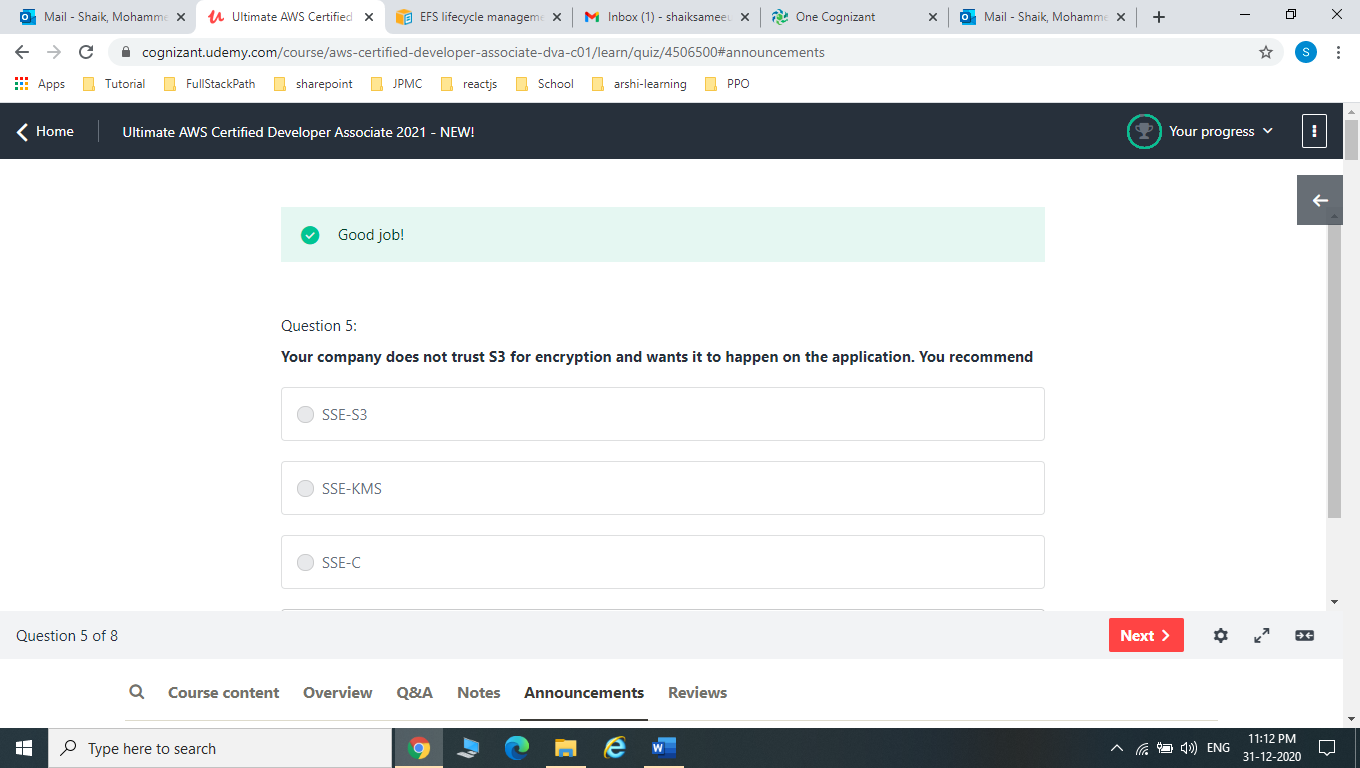 Mail - Shaik, Mohamme
Ultimate AWS Certified
EFS lifecycle manageme
Inbox (1) - shaiksameeu
One Cognizant
Mail - Shaik, Mohamme
cognizant.udemy.com/course/aws-certified-developer-associate-dva-c01/learn/quiz/4506500#announcements
S
Apps
Tutorial
FullStackPath
sharepoint
JPMC
reactjs
School
arshi-learning
PPO
Home
Ultimate AWS Certified Developer Associate 2021 - NEW!
Your progress
Good job!
Question 5:
Your company does not trust S3 for encryption and wants it to happen on the application. You recommend
SSE-S3
SSE-KMS
SSE-C
Question 5 of 8
Next
Course content
Overview
Q&A
Notes
Announcements
Reviews
Type here to search
ENG
11:12 PM
31-12-2020